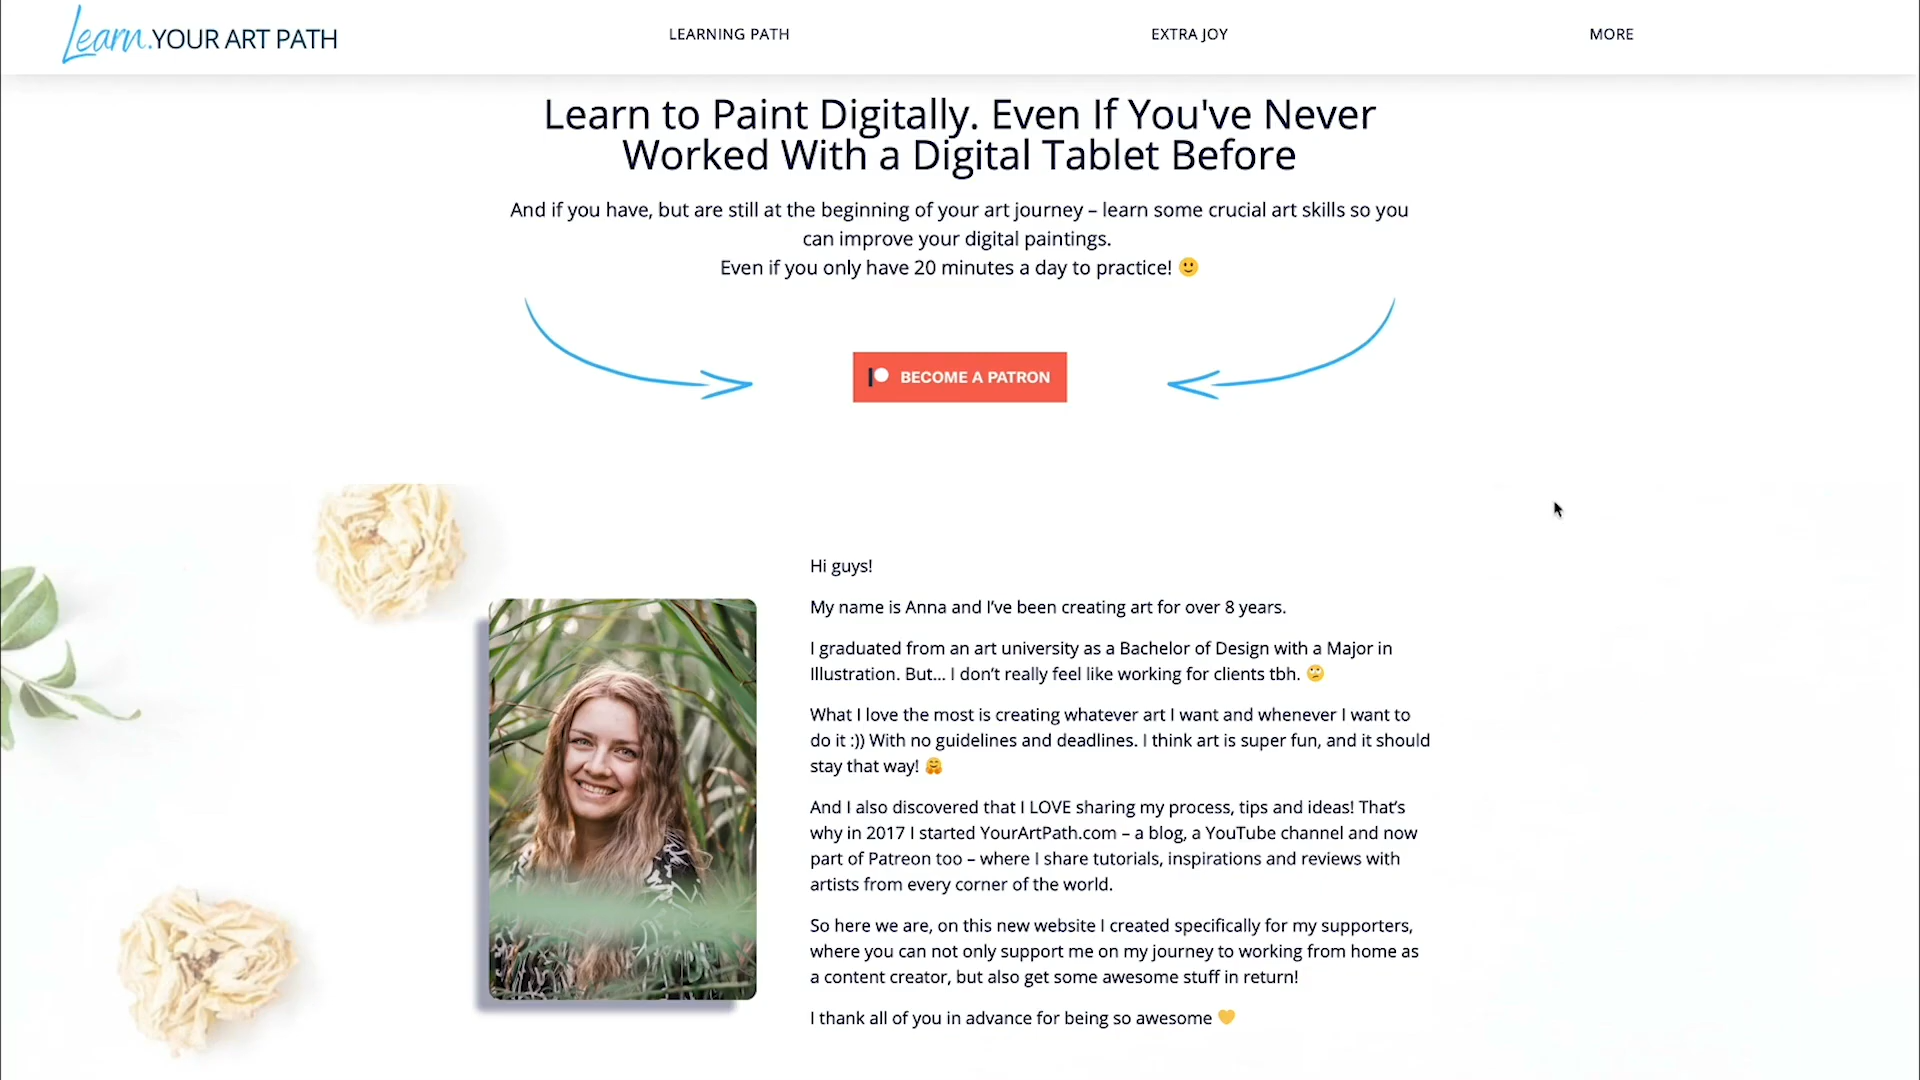 Learn.YOUR ART PATH
LEARNING PATH
EXTRA JOY
MORE
Learn to Paint Digitally. Even If You've Never
Worked With a Digital Tablet Before
And if you have, but are still at the beginning of your art journey – learn some crucial art skills so you
can improve your digital paintings.
Even if you only have 20 minutes a day to practice! 🙂
BECOME A PATRON
Hi guys!
My name is Anna and I’ve been creating art for over 8 years.
I graduated from an art university as a Bachelor of Design with a Major in
Illustration. But... I don’t really feel like working for clients tbh. 🙄
What I love the most is creating whatever art I want and whenever I want to
do it :)) With no guidelines and deadlines. I think art is super fun, and it should
stay that way! 🤗
And I also discovered that I LOVE sharing my process, tips and ideas! That’s
why in 2017 I started YourArtPath.com – a blog, a YouTube channel and now
part of Patreon too – where I share tutorials, inspirations and reviews with
artists from every corner of the world.
So here we are, on this new website I created specifically for my supporters,
where you can not only support me on my journey to working from home as
a content creator, but also get some awesome stuff in return!
I thank all of you in advance for being so awesome 💛